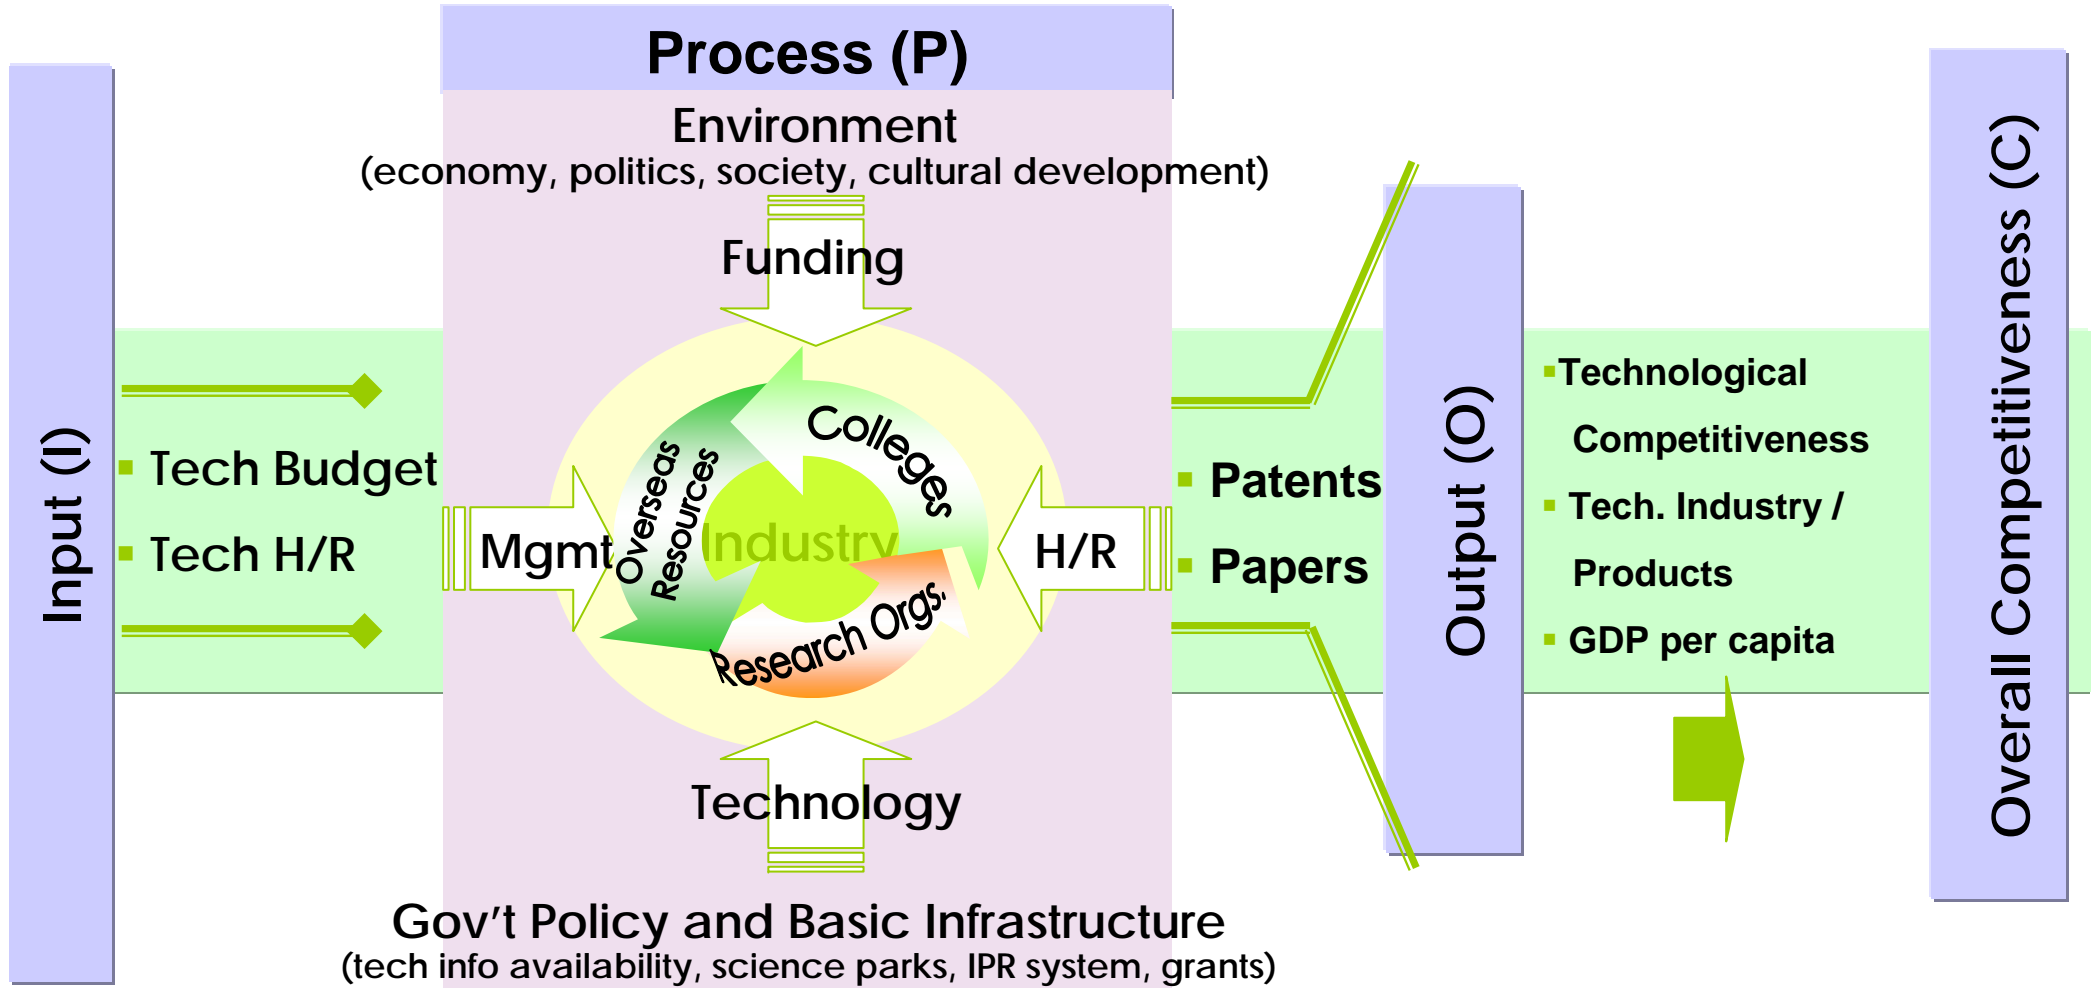 Process (P)
Environment
(economy, politics, society, cultural development)
Funding
Input (I)
▪ Tech Budget
▪ Tech H/R
Mgmt
Overseas
Resources
Colleges
Industry
Research Orgs.
H/R
Technology
Gov't Policy and Basic Infrastructure
(tech info availability, science parks, IPR system, grants)
▪ Patents
▪ Papers
Output (O)
▪Technological
Competitiveness
▪ Tech. Industry /
Products
▪ GDP per capita
Overall Competitiveness (C)